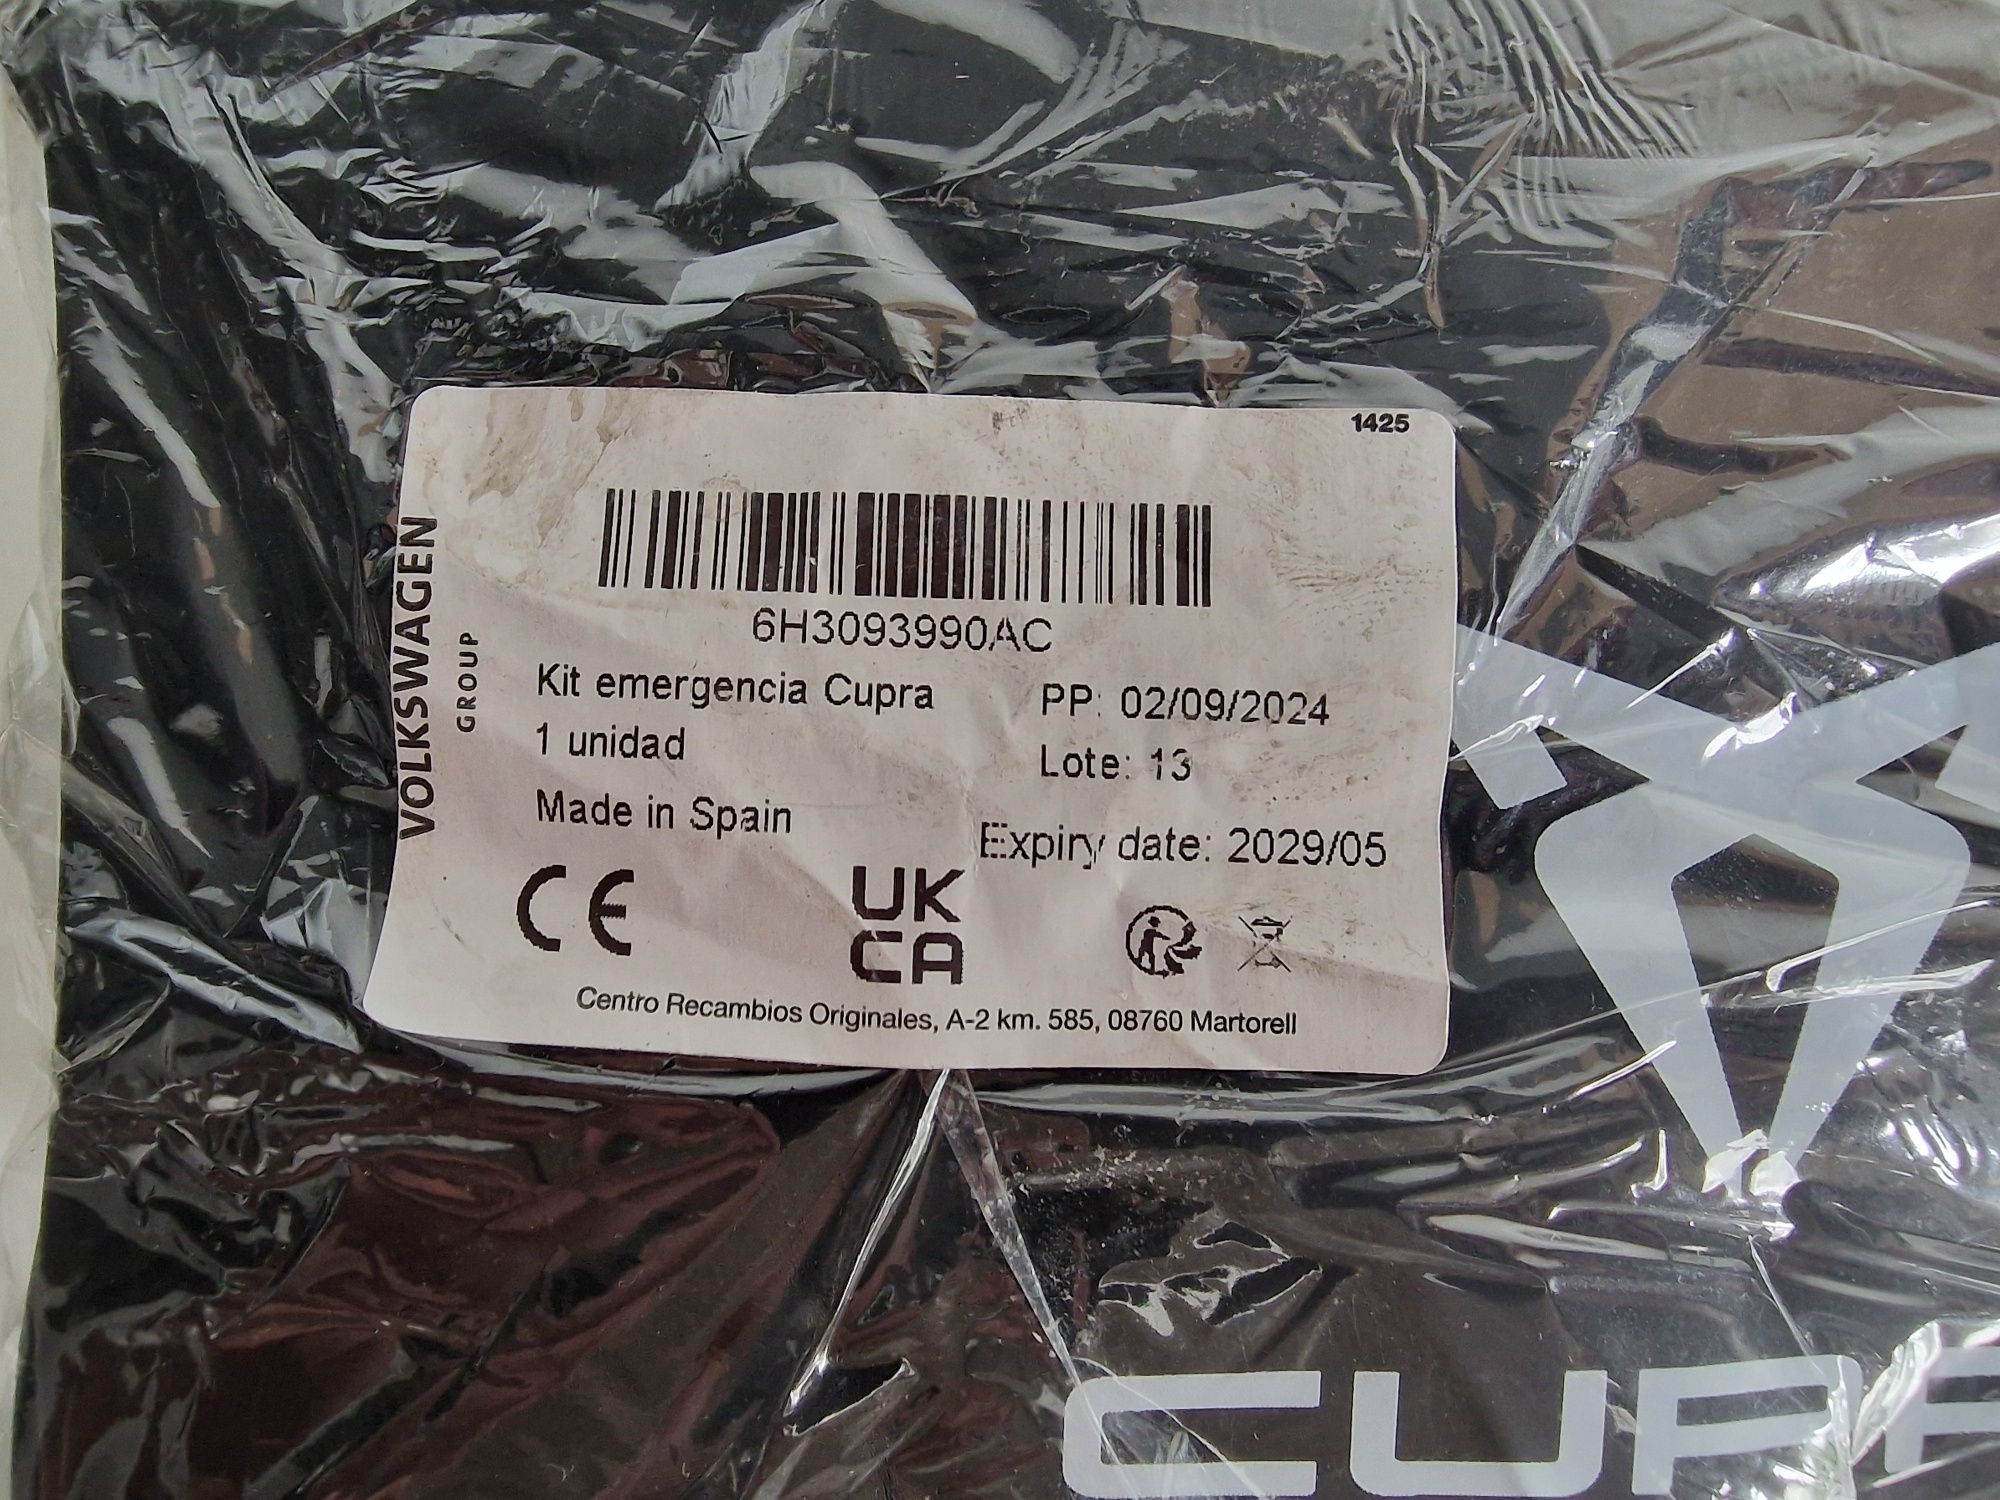 1425
VOLKSWAGEN
GROUP
6H3093990AC
Kit emergencia Cupra
PP: 02/09/2024
1 unidad
Lote: 13
Made in Spain
Expiry date: 2029/05
CE
UK
CA
Centro Recambios Originales, A-2 km. 585, 08760 Martorell
CUPR